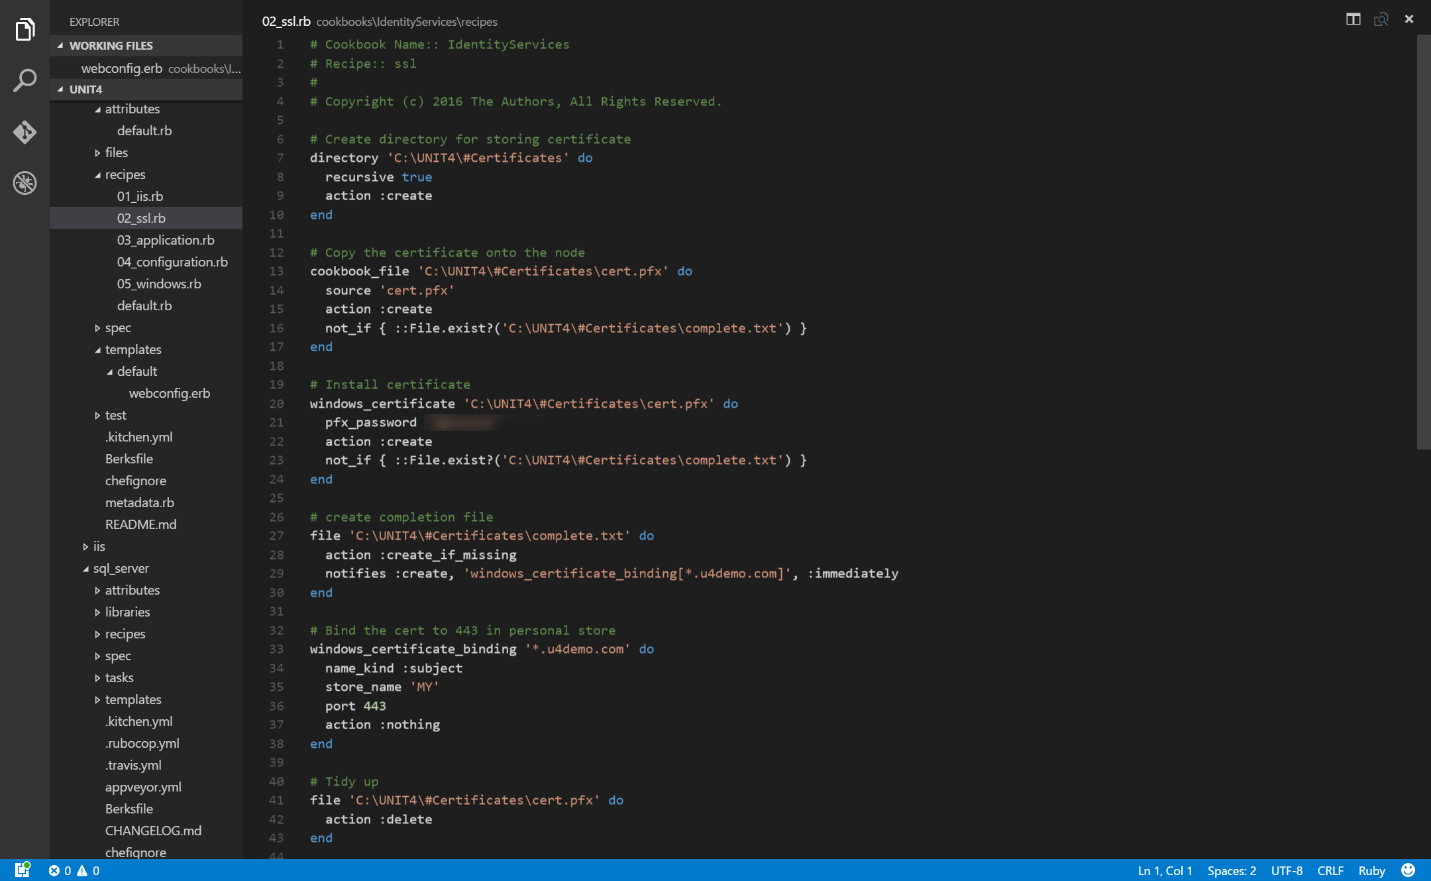 EXPLORER
WORKING FILES
webconfig.erb cookbooks\I...
UNIT4
attributes
default.rb
files
recipes
01_iis.rb
02_ssl.rb
03_application.rb
04_configuration.rb
05_windows.rb
default.rb
spec
templates
default
webconfig.erb
test
.kitchen.yml
Berksfile
chefignore
metadata.rb
README.md
iis
sql_server
attributes
libraries
recipes
spec
tasks
templates
.kitchen.yml
.rubocop.yml
.travis.yml
appveyor.yml
Berksfile
CHANGELOG.md
chefignore
02_ssl.rb cookbooks\IdentityServices\recipes
1 # Cookbook Name:: IdentityServices
2 # Recipe:: ssl
3 #
4 # Copyright (c) 2016 The Authors, All Rights Reserved.
5
6 # Create directory for storing certificate
7 directory 'C:\UNIT4\#Certificates' do
8 recursive true
9 action :create
10 end
11
12 # Copy the certificate onto the node
13 cookbook_file 'C:\UNIT4\#Certificates\cert.pfx' do
14 source 'cert.pfx'
15 action :create
16 not_if { ::File.exist?('C:\UNIT4\#Certificates\complete.txt') }
17 end
18
19 # Install certificate
20 windows_certificate 'C:\UNIT4\#Certificates\cert.pfx' do
21 pfx_password
22 action :create
23 not_if { ::File.exist?('C:\UNIT4\#Certificates\complete.txt') }
24 end
25
26 # create completion file
27 file 'C:\UNIT4\#Certificates\complete.txt' do
28 action :create_if_missing
29 notifies :create, 'windows_certificate_binding[*.u4demo.com]', :immediately
30 end
31
32 # Bind the cert to 443 in personal store
33 windows_certificate_binding '*.u4demo.com' do
34 name_kind :subject
35 store_name 'MY'
36 port 443
37 action :nothing
38 end
39
40 # Tidy up
41 file 'C:\UNIT4\#Certificates\cert.pfx' do
42 action :delete
43 end
44
0 0
Ln 1, Col 1 Spaces: 2 UTF-8 CRLF Ruby